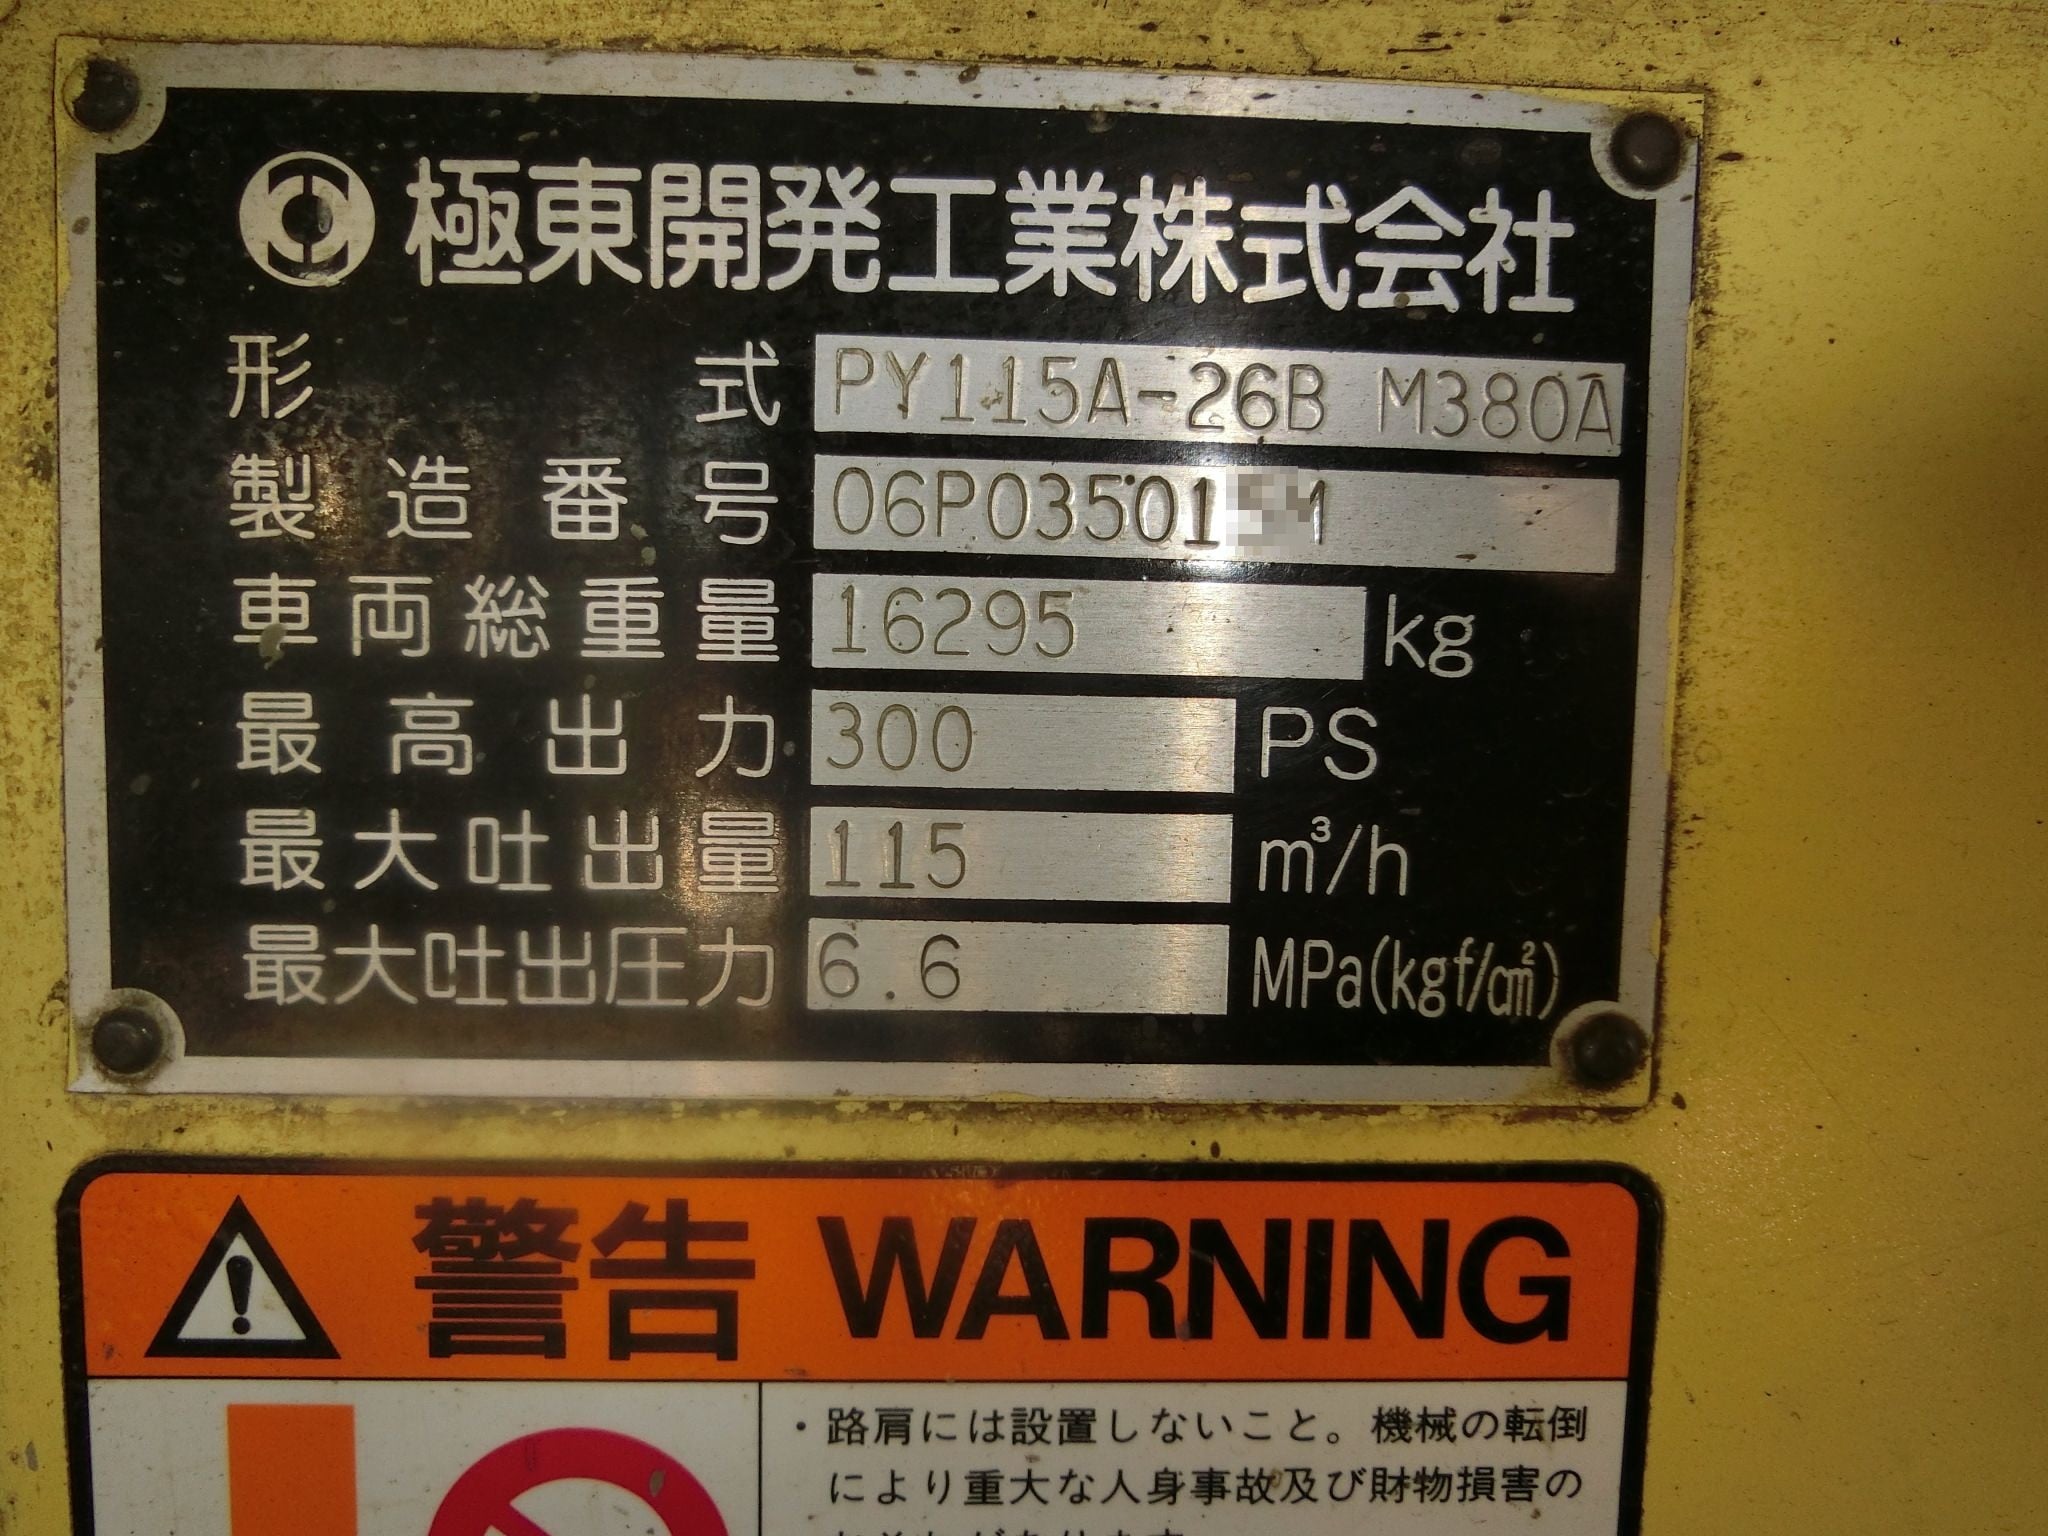 極東開発工業株式会社
形式 PY115A-26B M380A
製造番号 06P03501
車両総重量 16295 kg
最高出力 300 PS
最大吐出量 115 m³/h
最大吐出圧力 6.6 MPa(kgf/cm²)
警告 WARNING
・路肩には設置しないこと。機械の転倒
により重大な人身事故及び財物損害の